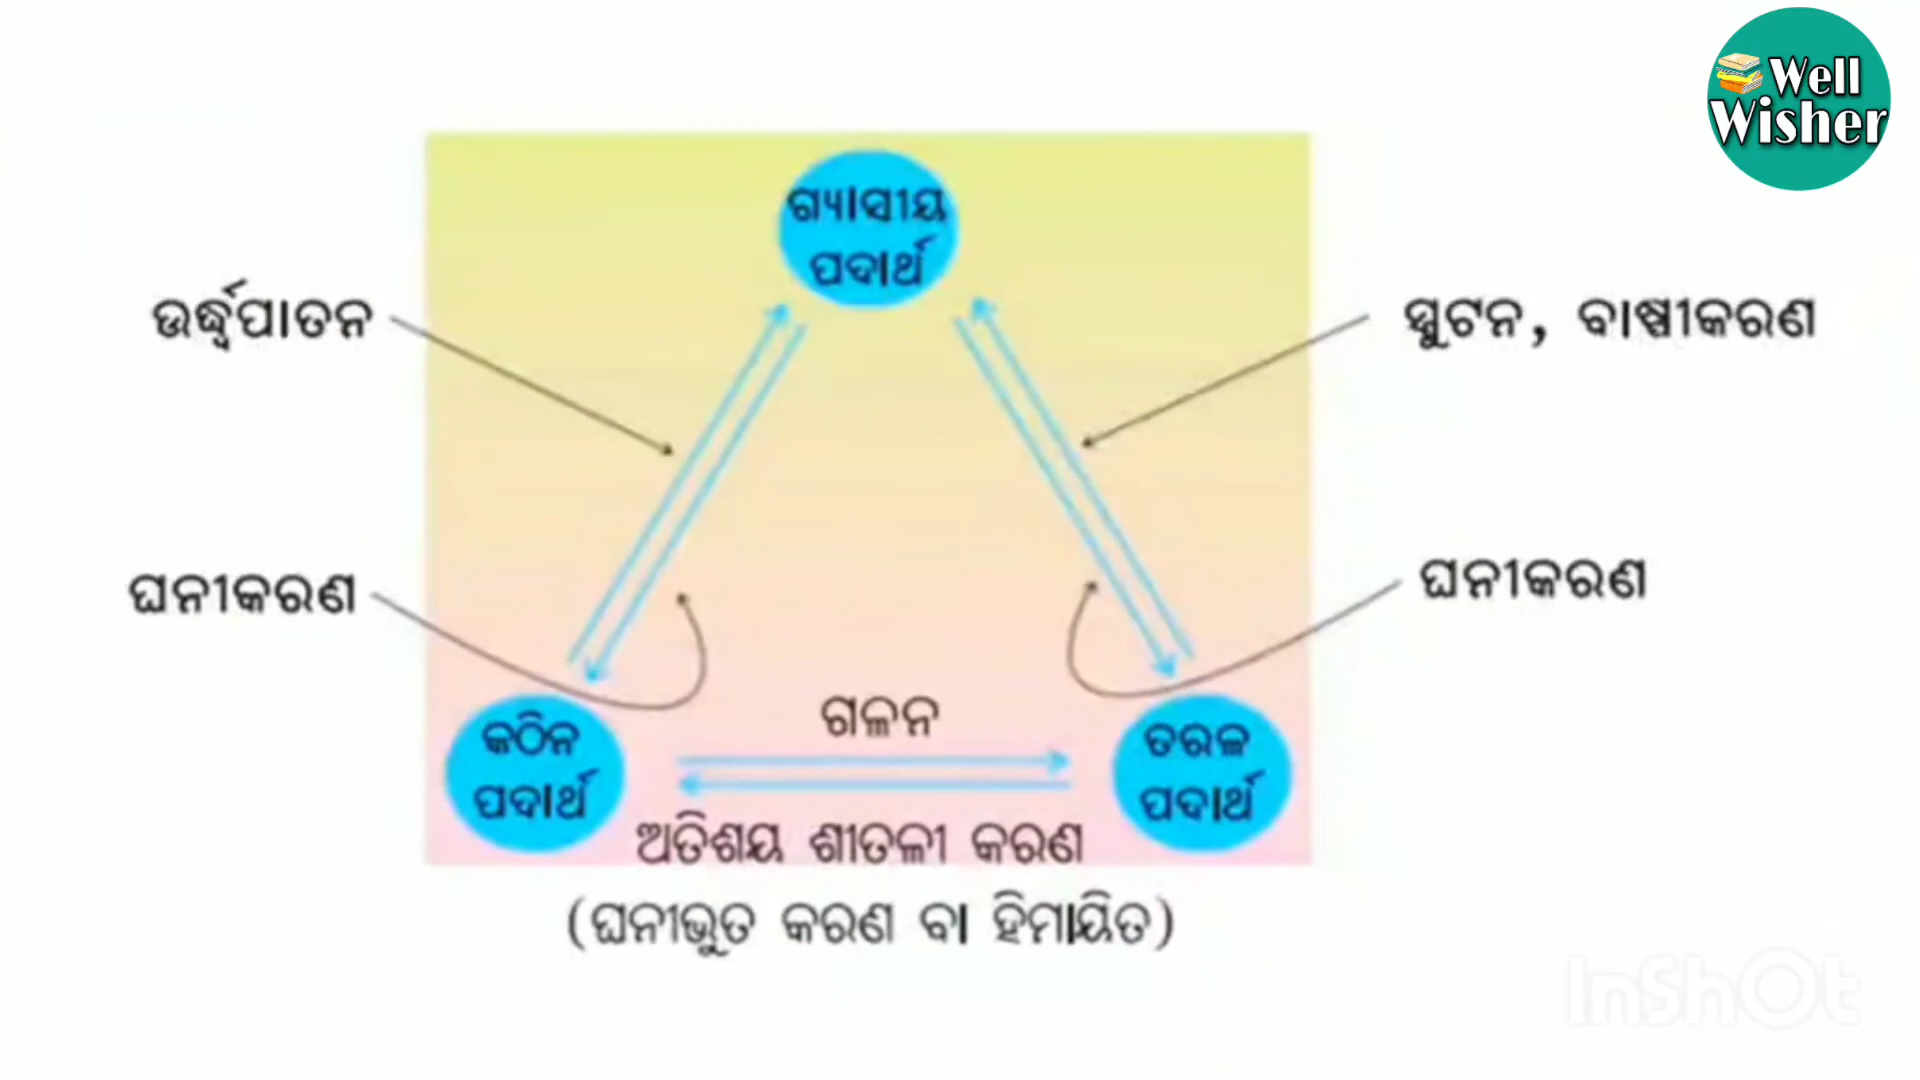 Well
Wisher
ଗ୍ୟାସୀୟ
ପଦାର୍ଥ
ଉର୍ଦ୍ଧ୍ୱପାତନ
ସ୍ଫୁଟନ, ବାଷ୍ପୀକରଣ
ଘନୀକରଣ
ଘନୀକରଣ
ଗଳନ
କଠିନ
ପଦାର୍ଥ
ତରଳ
ପଦାର୍ଥ
ଅତିଶୟ ଶୀତଳୀ କରଣ
(ଘନୀଭୁତ କରଣ ବା ହିମାୟିତ)
InShOt